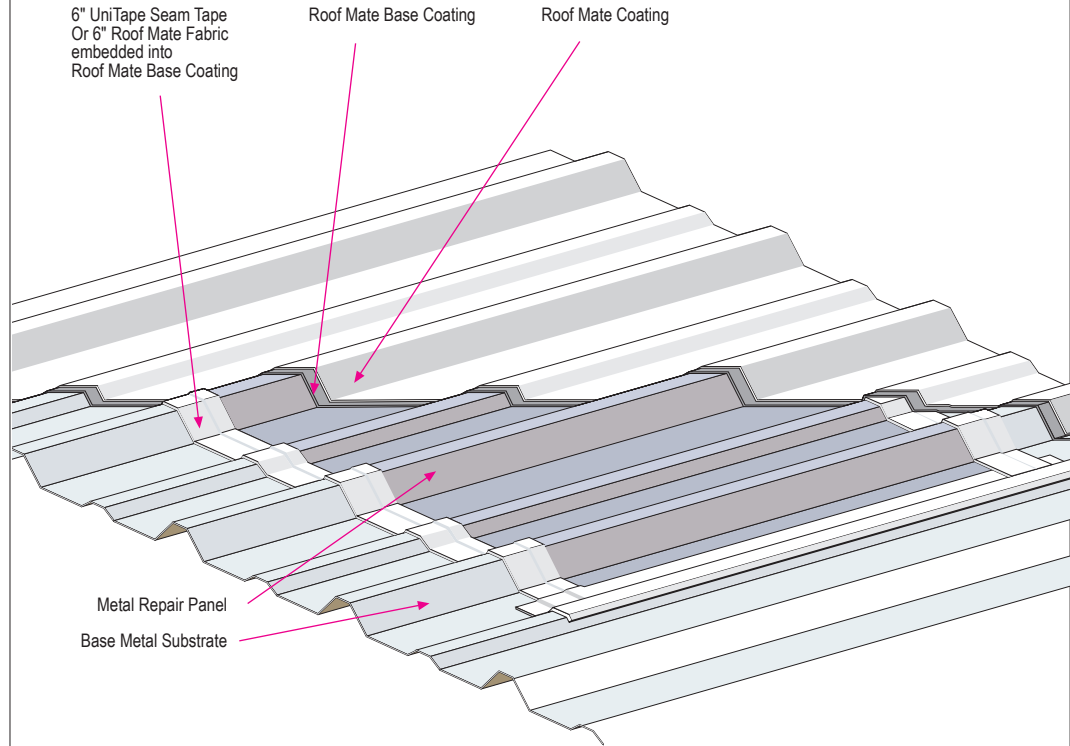 6" UniTape Seam Tape
Or 6" Roof Mate Fabric
embedded into
Roof Mate Base Coating
Roof Mate Base Coating
Roof Mate Coating
Metal Repair Panel
Base Metal Substrate